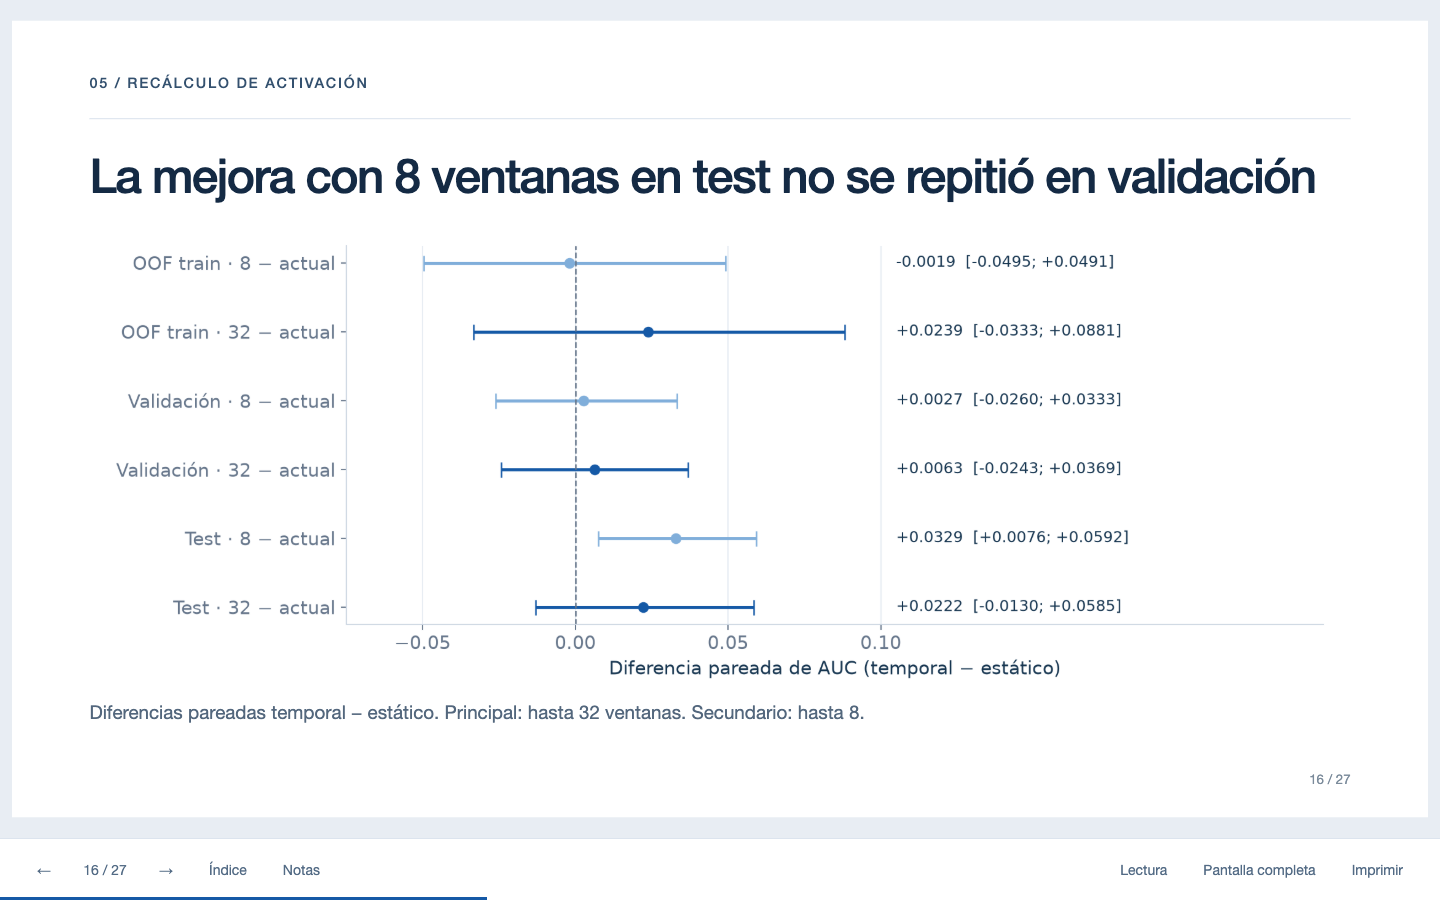 05 / RECÁLCULO DE ACTIVACIÓN
La mejora con 8 ventanas en test no se repitió en validación
OOF train · 8 − actual -0.0019 [-0.0495; +0.0491]
OOF train · 32 − actual +0.0239 [-0.0333; +0.0881]
Validación · 8 − actual +0.0027 [-0.0260; +0.0333]
Validación · 32 − actual +0.0063 [-0.0243; +0.0369]
Test · 8 − actual +0.0329 [+0.0076; +0.0592]
Test · 32 − actual +0.0222 [-0.0130; +0.0585]
−0.05 0.00 0.05 0.10
Diferencia pareada de AUC (temporal − estático)
Diferencias pareadas temporal – estático. Principal: hasta 32 ventanas. Secundario: hasta 8.
16 / 27
← 16 / 27 → Índice Notas Lectura Pantalla completa Imprimir